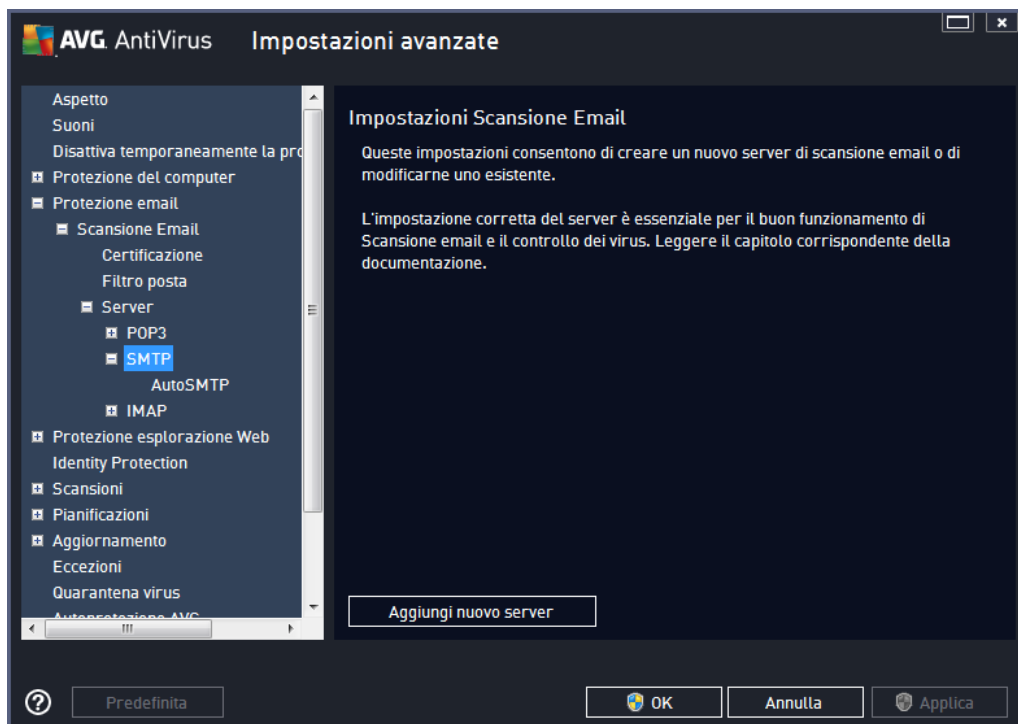 AVG. AntiVirus Impostazioni avanzate
Aspetto
Suoni
Disattiva temporaneamente la pro
Protezione del computer
Protezione email
Scansione Email
Certificazione
Filtro posta
Server
POP3
SMTP
AutoSMTP
IMAP
Protezione esplorazione Web
Identity Protection
Scansioni
Pianificazioni
Aggiornamento
Eccezioni
Quarantena virus
Autoprotezione AVG
Impostazioni Scansione Email
Queste impostazioni consentono di creare un nuovo server di scansione email o di
modificarne uno esistente.
L'impostazione corretta del server è essenziale per il buon funzionamento di
Scansione email e il controllo dei virus. Leggere il capitolo corrispondente della
documentazione.
Aggiungi nuovo server
?
Predefinita
OK
Annulla
Applica